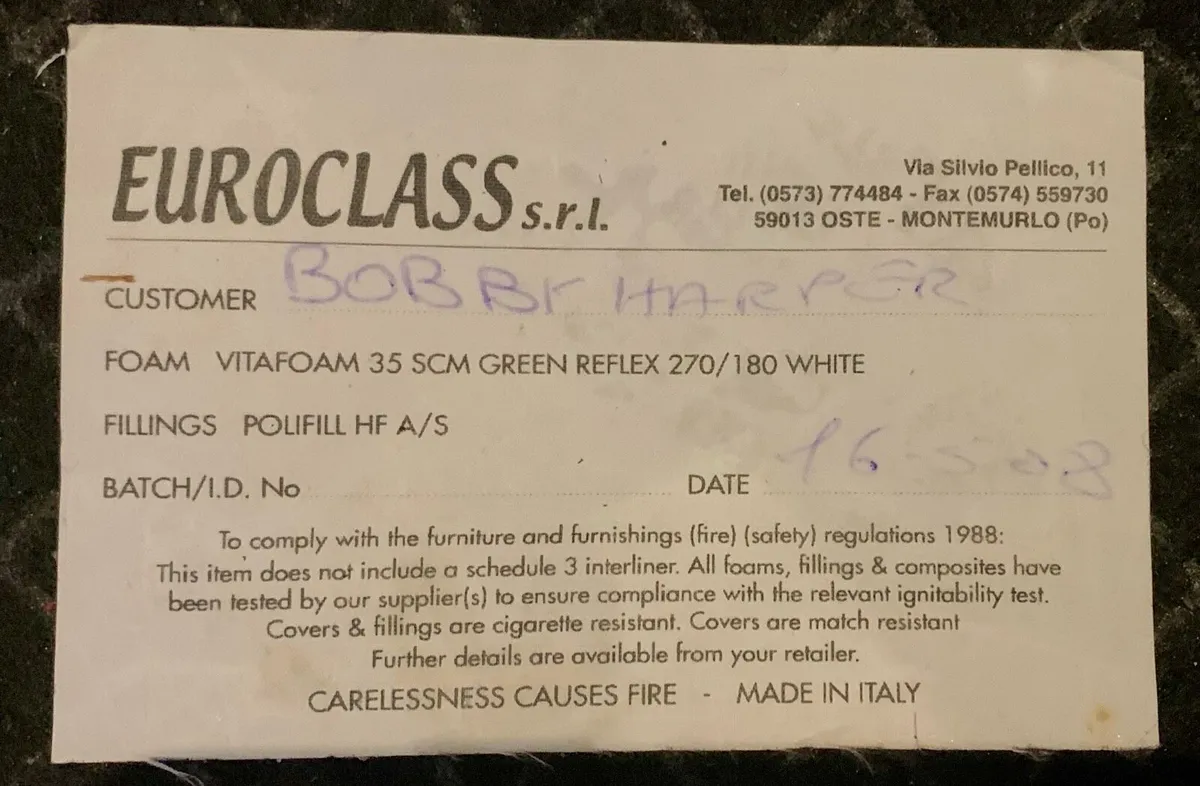 EUROCLASS s.r.l.
Via Silvio Pellico, 11
Tel. (0573) 774484 - Fax (0574) 559730
59013 OSTE - MONTEMURLO (Po)
CUSTOMER BOBBY HARPER
FOAM VITAFOAM 35 SCM GREEN REFLEX 270/180 WHITE
FILLINGS POLIFILL HF A/S
BATCH/I.D. No DATE 16-5-08
To comply with the furniture and furnishings (fire) (safety) regulations 1988:
This item does not include a schedule 3 interliner. All foams, fillings & composites have
been tested by our supplier(s) to ensure compliance with the relevant ignitability test.
Covers & fillings are cigarette resistant. Covers are match resistant
Further details are available from your retailer.
CARELESSNESS CAUSES FIRE - MADE IN ITALY